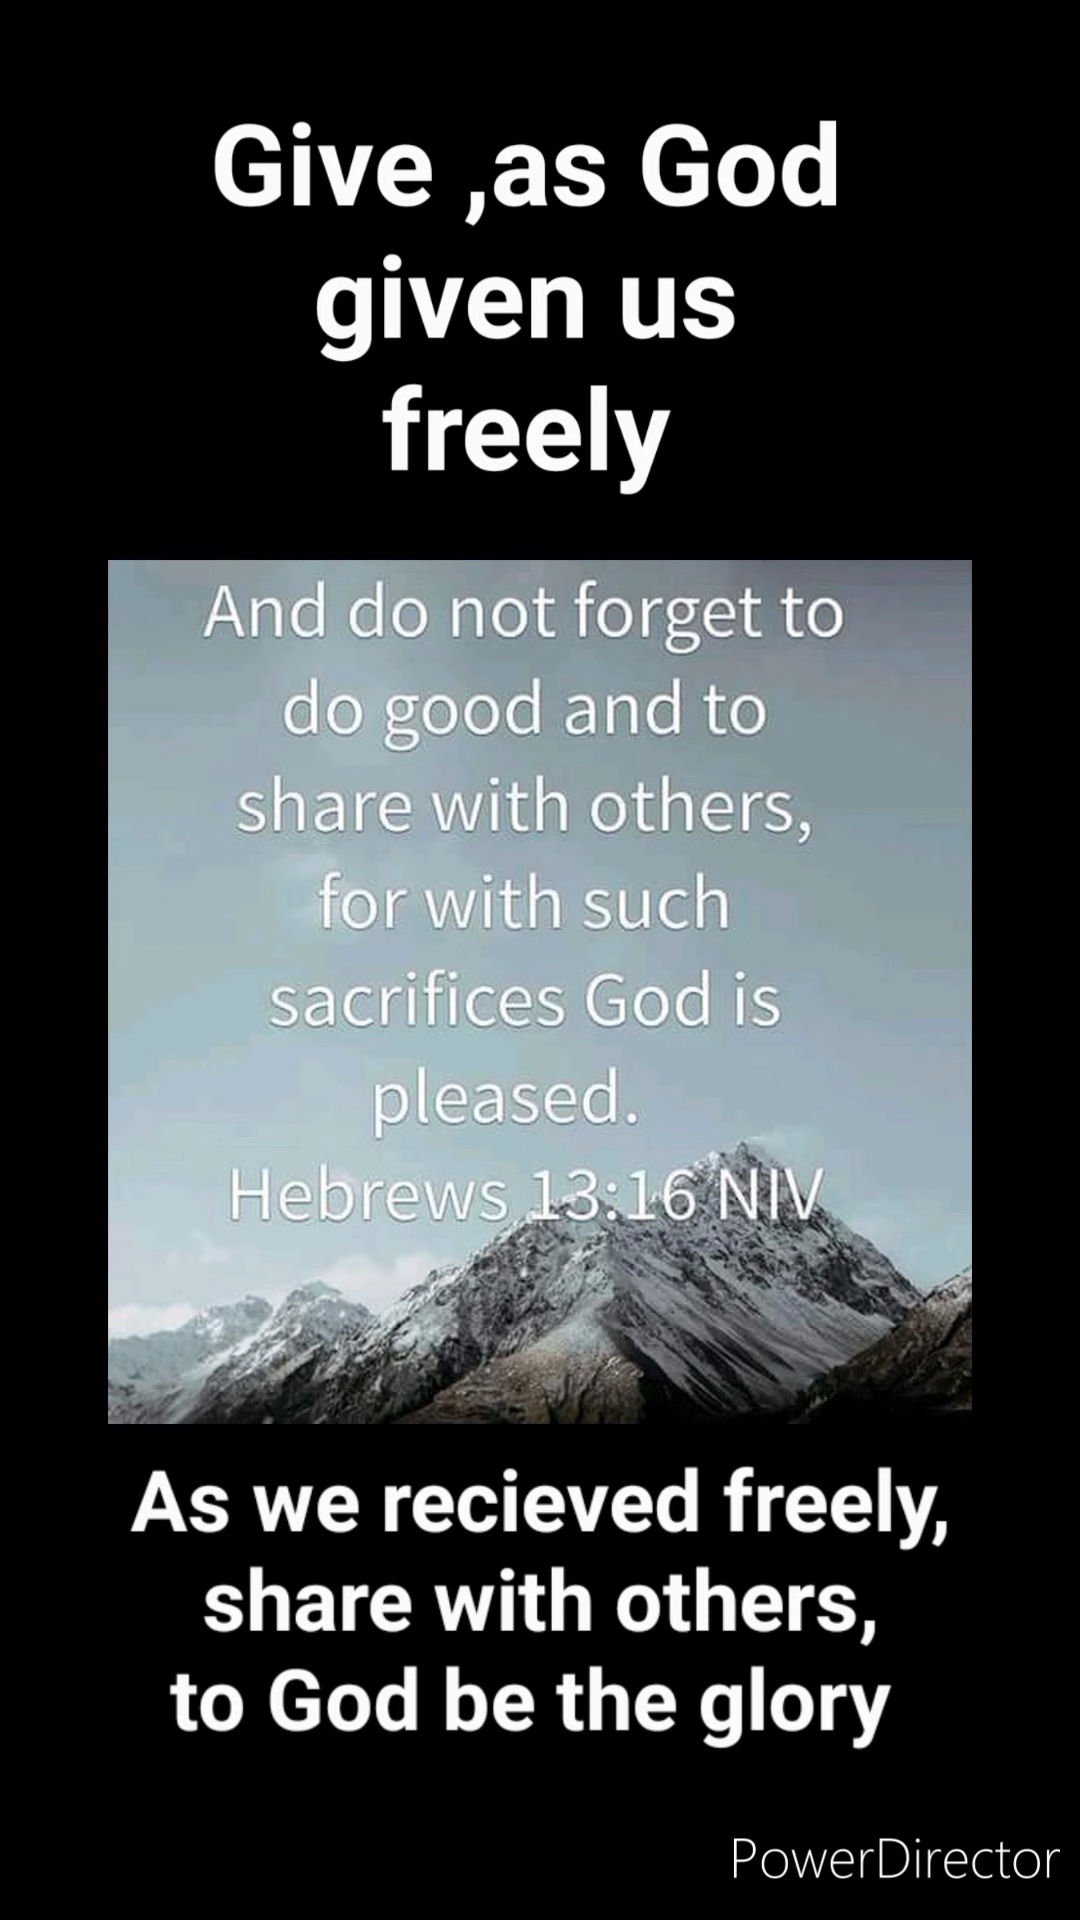 Give ,as God
given us
freely
And do not forget to
do good and to
share with others,
for with such
sacrifices God is
pleased.
Hebrews 13:16 NIV
As we recieved freely,
share with others,
to God be the glory
PowerDirector